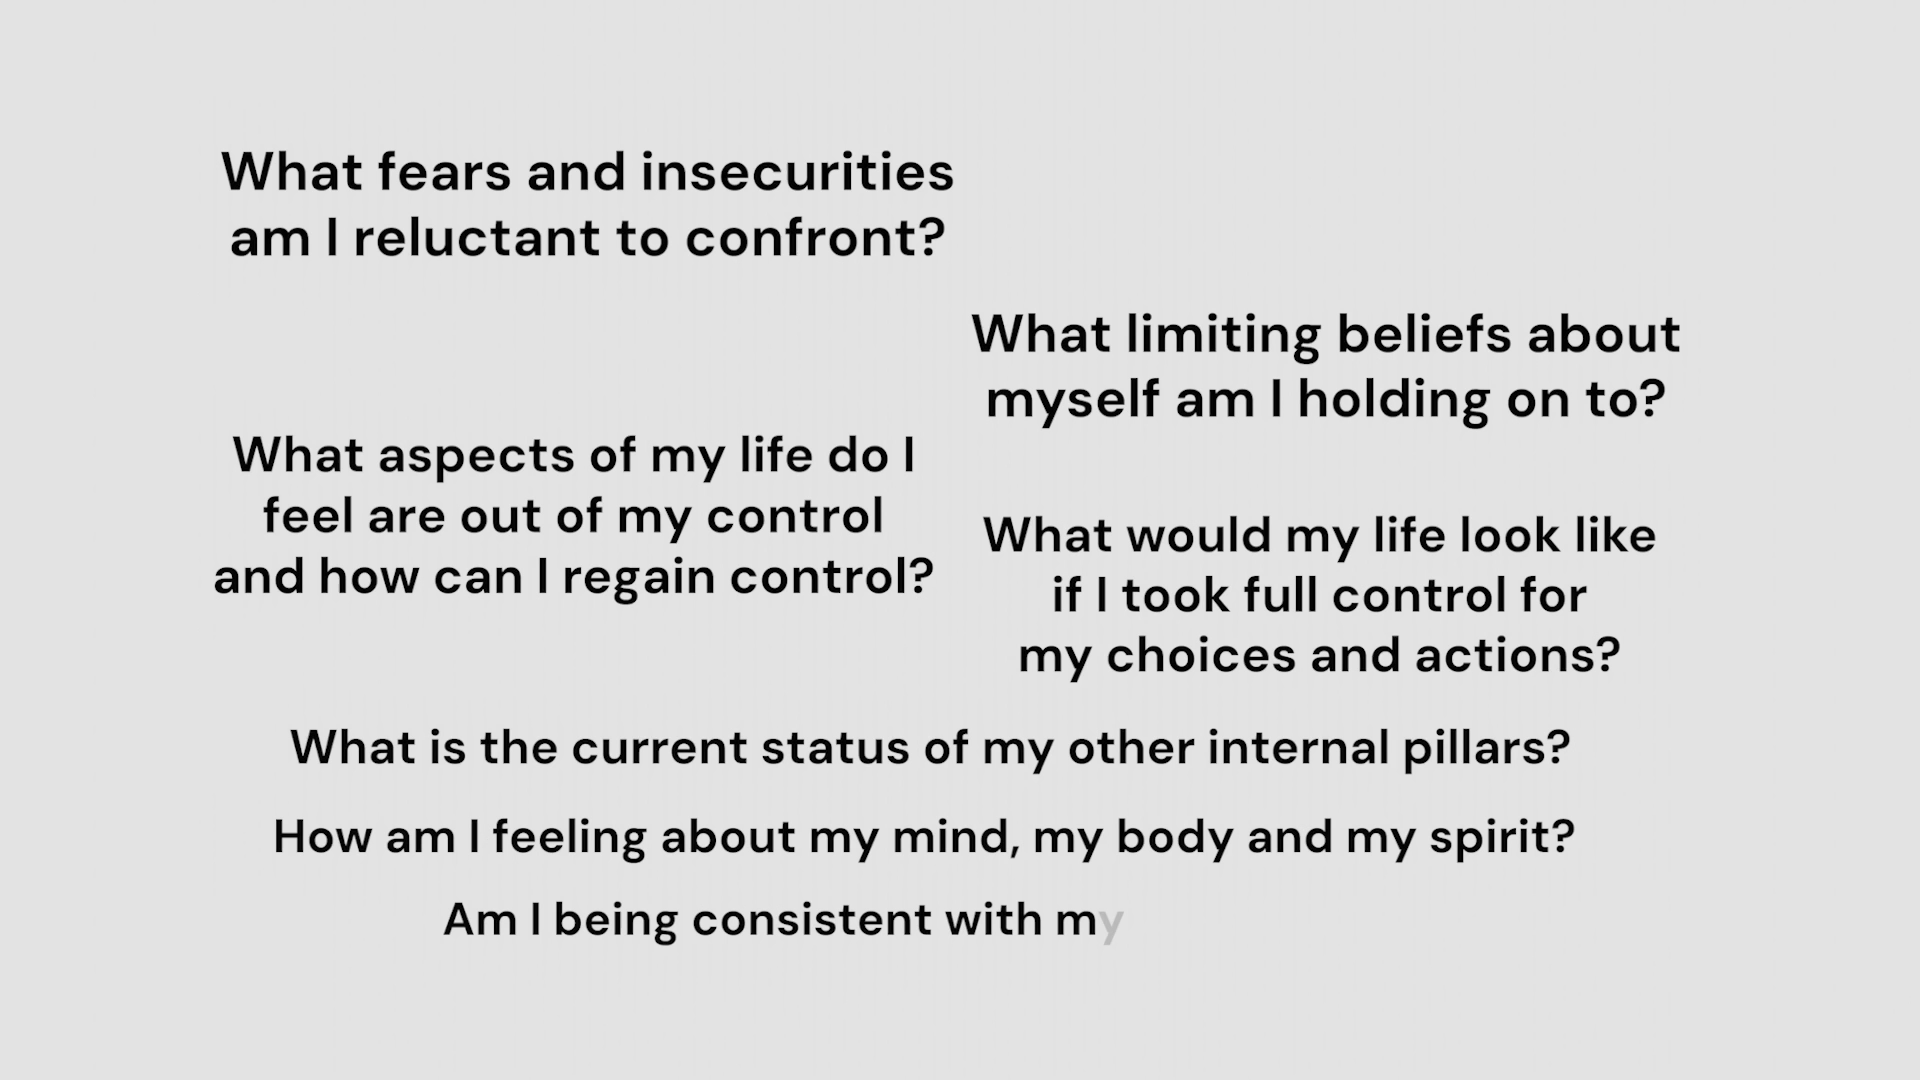 What fears and insecurities
am I reluctant to confront?
What limiting beliefs about
myself am I holding on to?
What aspects of my life do I
feel are out of my control
and how can I regain control?
What would my life look like
if I took full control for
my choices and actions?
What is the current status of my other internal pillars?
How am I feeling about my mind, my body and my spirit?
Am I being consistent with my